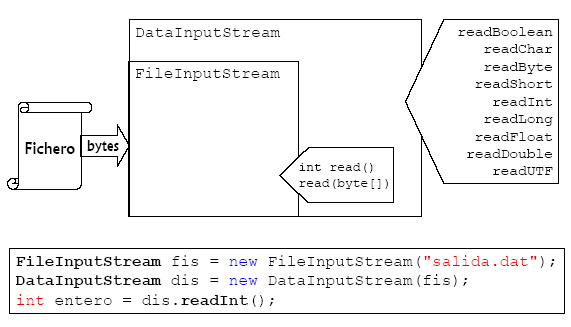 DataInputStream
FileInputStream
Fichero
bytes
int read()
read(byte[])
readBoolean
readChar
readByte
readShort
readInt
readLong
readFloat
readDouble
readUTF
FileInputStream fis = new FileInputStream("salida.dat");
DataInputStream dis = new DataInputStream(fis);
int entero = dis.readInt();